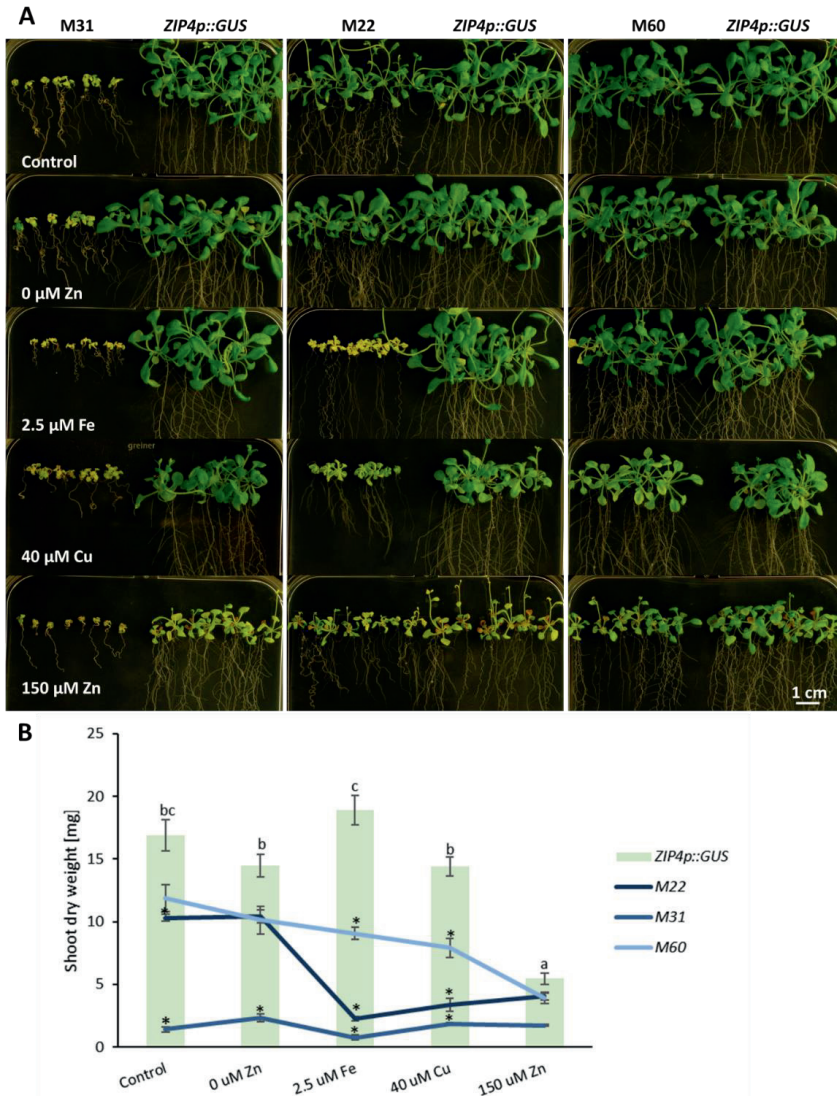 A
M31 ZIP4p::GUS M22 ZIP4p::GUS M60 ZIP4p::GUS
Control
0 µM Zn
2.5 µM Fe
greiner
40 µM Cu
150 µM Zn
1 cm
B
Shoot dry weight [mg]
25
20
15
10
5
0
bc
b
c
b
a
*
*
*
*
*
*
*
*
Control
0 uM Zn
2.5 uM Fe
40 uM Cu
150 uM Zn
ZIP4p::GUS
M22
M31
M60